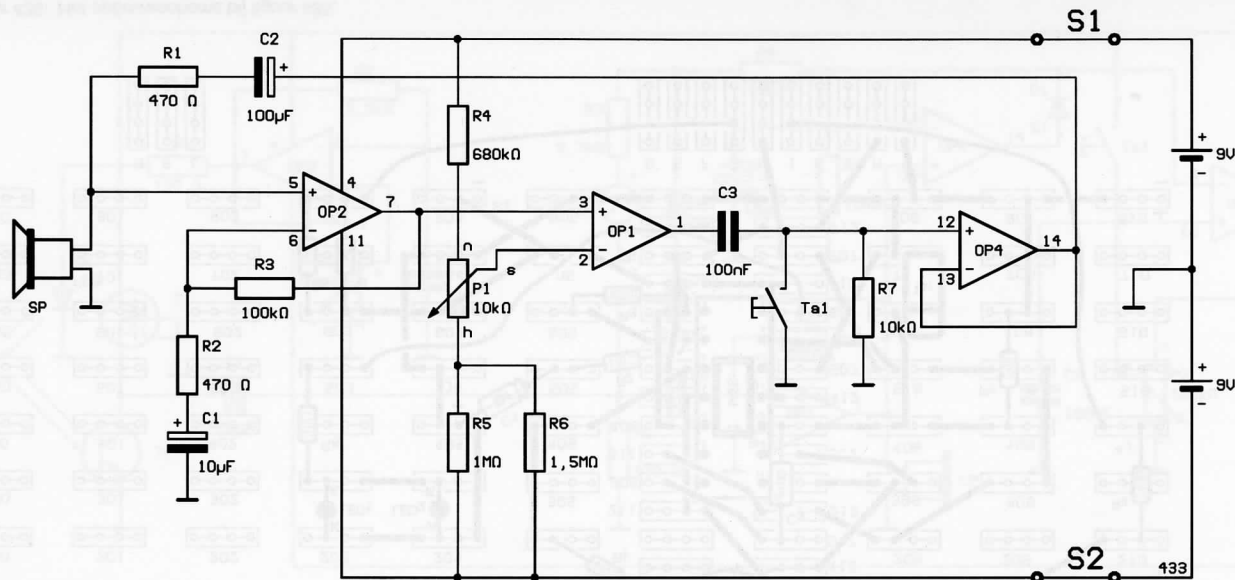 S1
R1
C2
+
470 Ω
100µF
R4
680kΩ
+
9V
-
5
+
4
OP2
7
-
6
11
3
+
OP1
1
-
2
C3
100nF
12
+
OP4
14
-
13
SP
R3
100kΩ
n
s
P1
10kΩ
h
Ta1
R7
10kΩ
R2
470 Ω
+
C1
10µF
R5
1MΩ
R6
1,5MΩ
+
9V
-
S2
433